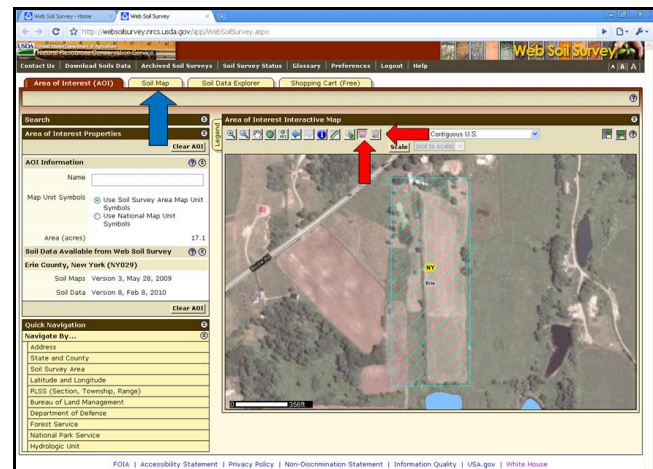 Web Soil Survey - Home
Web Soil Survey
http://websoilsurvey.nrcs.usda.gov/app/WebSoilSurvey.aspx
USDA United States Department of Agriculture
Natural Resources Conservation Service
Web Soil Survey
Contact Us | Download Soils Data | Archived Soil Surveys | Soil Survey Status | Glossary | Preferences | Logout | Help
A A A
Area of Interest (AOI)
Soil Map
Soil Data Explorer
Shopping Cart (Free)
Search
Area of Interest Properties
Clear AOI
AOI Information
Name
Map Unit Symbols
Use Soil Survey Area Map Unit Symbols
Use National Map Unit Symbols
Area (acres) 17.1
Soil Data Available from Web Soil Survey
Erie County, New York (NY029)
Soil Maps Version 3, May 28, 2009
Soil Data Version 8, Feb 8, 2010
Clear AOI
Quick Navigation
Navigate By...
Address
State and County
Soil Survey Area
Latitude and Longitude
PLSS (Section, Township, Range)
Bureau of Land Management
Department of Defense
Forest Service
National Park Service
Hydrologic Unit
Legend
Area of Interest Interactive Map
Contiguous U.S.
Scale (not to scale)
NY
Erie
0 356ft
FOIA | Accessibility Statement | Privacy Policy | Non-Discrimination Statement | Information Quality | USA.gov | White House